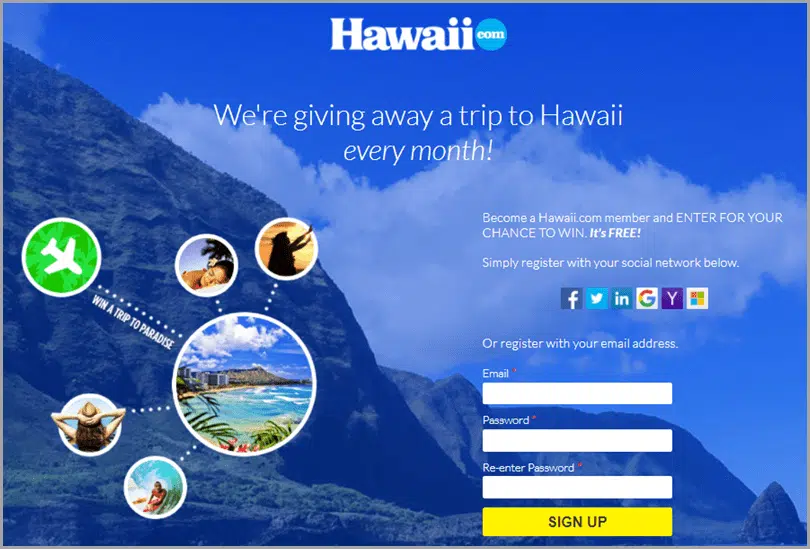 Hawaii com
We're giving away a trip to Hawaii
every month!
WIN A TRIP TO PARADISE
Become a Hawaii.com member and ENTER FOR YOUR
CHANCE TO WIN. It's FREE!
Simply register with your social network below.
f in G Y
Or register with your email address.
Email *
Password *
Re-enter Password *
SIGN UP